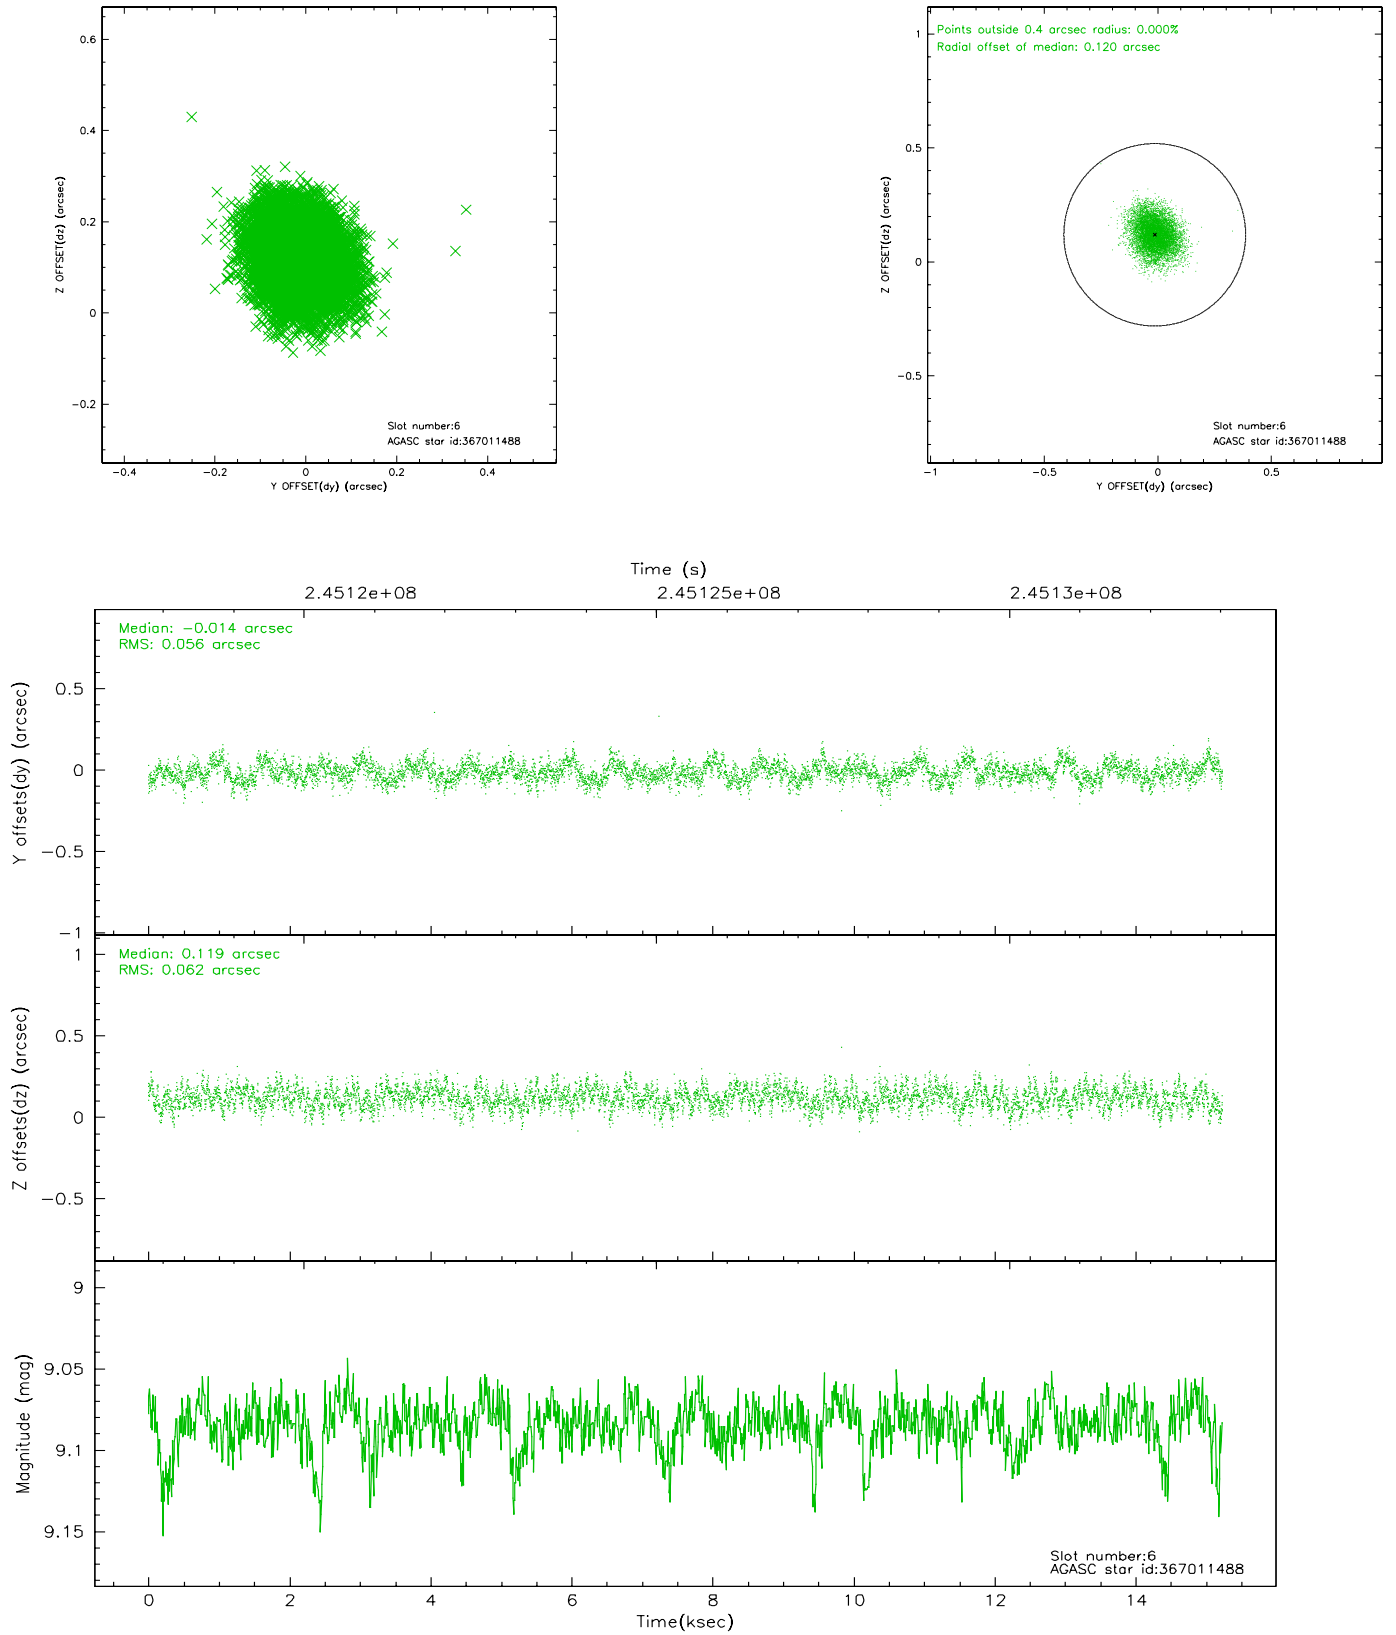 0.6
0.4
0.2
0
−0.2
Z OFFSET(dz) (arcsec)
Slot number:6
AGASC star id:367011488
−0.4 −0.2 0 0.2 0.4
Y OFFSET(dy) (arcsec)
Points outside 0.4 arcsec radius: 0.000%
Radial offset of median: 0.120 arcsec
1
0.5
0
−0.5
Z OFFSET(dz) (arcsec)
Slot number:6
AGASC star id:367011488
−1 −0.5 0 0.5
Y OFFSET(dy) (arcsec)
Time (s)
2.4512e+08 2.45125e+08 2.4513e+08
Median: −0.014 arcsec
RMS: 0.056 arcsec
0.5
0
−0.5
−1
Y offsets(dy) (arcsec)
Median: 0.119 arcsec
RMS: 0.062 arcsec
1
0.5
0
−0.5
Z offsets(dz) (arcsec)
9
9.05
9.1
9.15
Magnitude (mag)
Slot number:6
AGASC star id:367011488
0 2 4 6 8 10 12 14
Time(ksec)